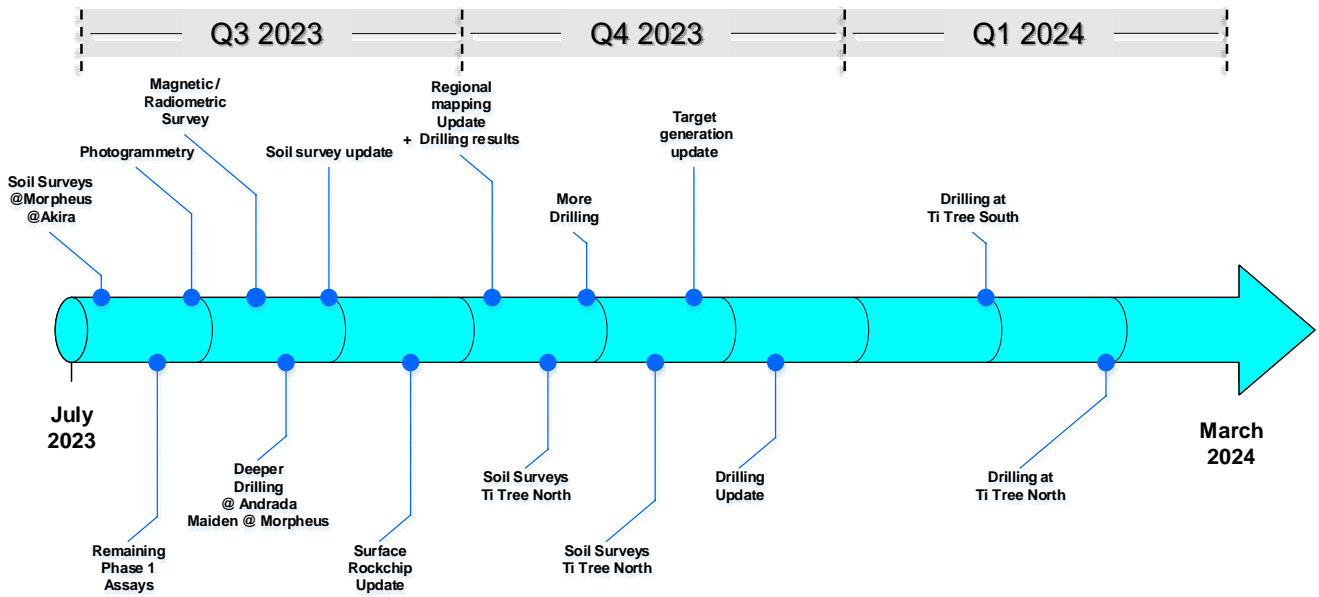 Q3 2023
Q4 2023
Q1 2024
Magnetic /
Radiometric
Survey
Regional
mapping
Update
+ Drilling results
Target
generation
update
Photogrammetry
Soil survey update
Soil Surveys
@Morpheus
@Akira
More
Drilling
Drilling at
Ti Tree South
July
2023
March
2024
Deeper
Drilling
@ Andrada
Maiden @ Morpheus
Soil Surveys
Ti Tree North
Drilling
Update
Drilling at
Ti Tree North
Remaining
Phase 1
Assays
Surface
Rockchip
Update
Soil Surveys
Ti Tree North